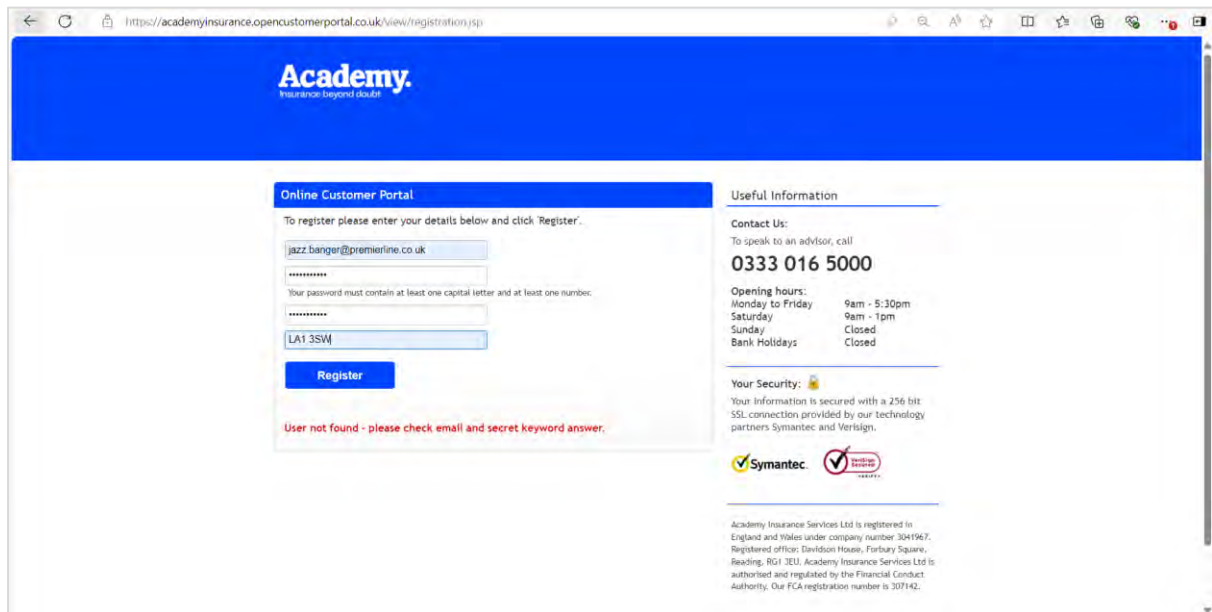 https://academyinsurance.opencustomerportal.co.uk/view/registration.jsp
Academy.
Insurance beyond doubt
Online Customer Portal
To register please enter your details below and click 'Register'.
jazz.banger@premierline.co.uk
•••••••••••
Your password must contain at least one capital letter and at least one number.
•••••••••••
LA1 3SW
Register
User not found - please check email and secret keyword answer.
Useful Information
Contact Us:
To speak to an advisor, call
0333 016 5000
Opening hours:
Monday to Friday 9am - 5:30pm
Saturday 9am - 1pm
Sunday Closed
Bank Holidays Closed
Your Security:
Your information is secured with a 256 bit
SSL connection provided by our technology
partners Symantec and Verisign.
Symantec.
VeriSign
Academy Insurance Services Ltd is registered in
England and Wales under company number 3041967.
Registered office: Davidson House, Forbury Square,
Reading, RG1 3EU. Academy Insurance Services Ltd is
authorised and regulated by the Financial Conduct
Authority. Our FCA registration number is 307142.